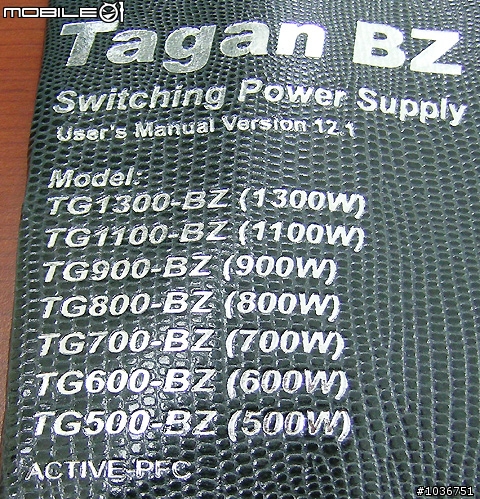 MOBILE01
Tagan BZ
Switching Power Supply
User's Manual Version 12.1
Model:
TG1300-BZ (1300W)
TG1100-BZ (1100W)
TG900-BZ (900W)
TG800-BZ (800W)
TG700-BZ (700W)
TG600-BZ (600W)
TG500-BZ (500W)
ACTIVE PFC
#1036751